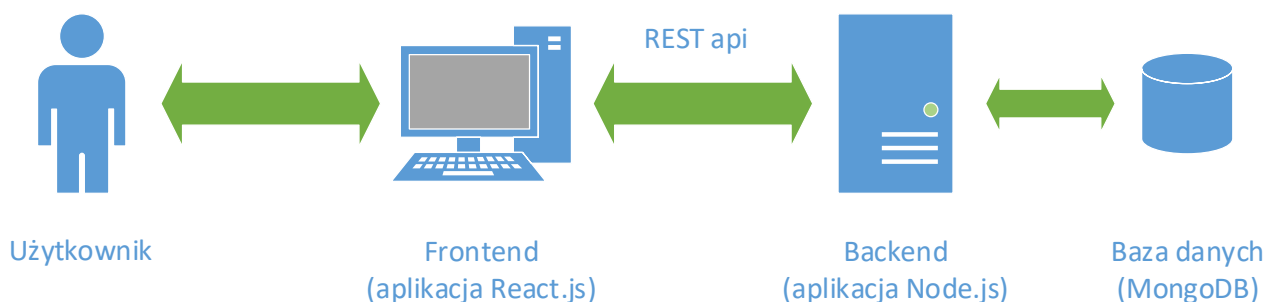 REST api
Użytkownik
Frontend
(aplikacja React.js)
Backend
(aplikacja Node.js)
Baza danych
(MongoDB)